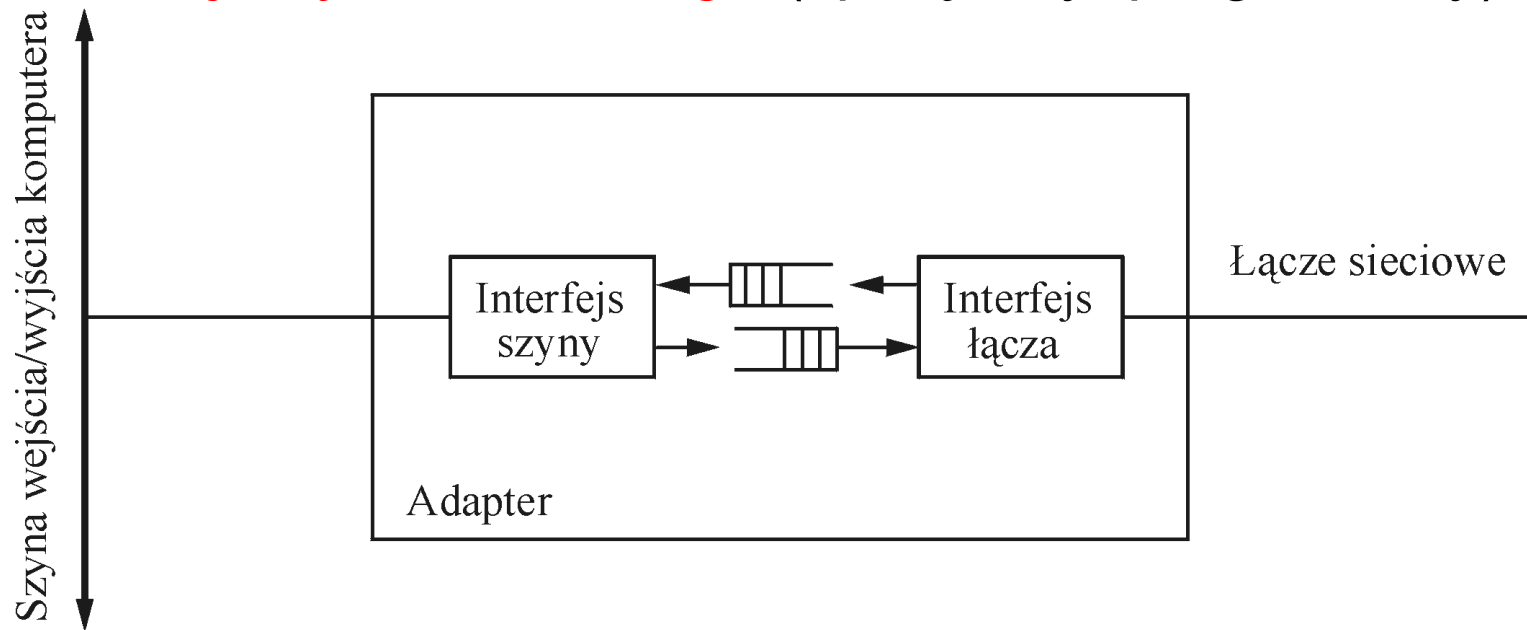 Szyna wejścia/wyjścia komputera
Interfejs
szyny
Interfejs
łącza
Łącze sieciowe
Adapter